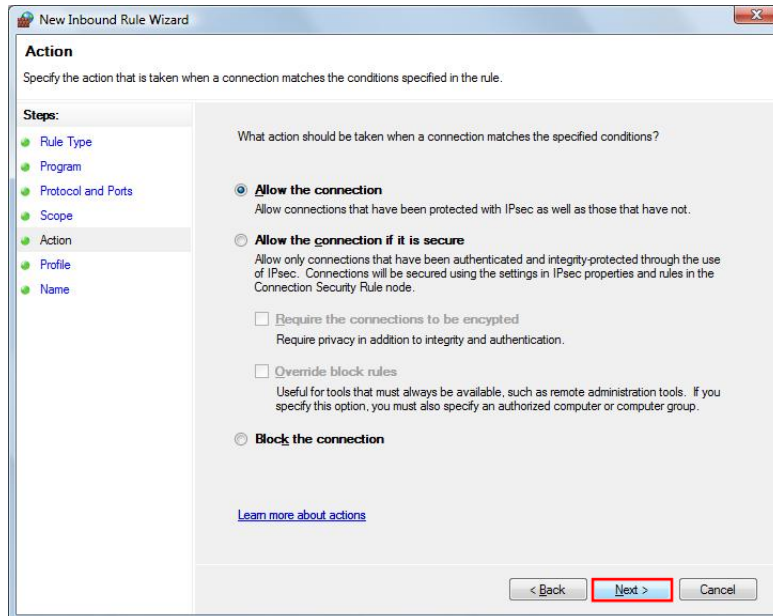 New Inbound Rule Wizard
Action
Specify the action that is taken when a connection matches the conditions specified in the rule.
Steps:
Rule Type
Program
Protocol and Ports
Scope
Action
Profile
Name
What action should be taken when a connection matches the specified conditions?
Allow the connection
Allow connections that have been protected with IPsec as well as those that have not.
Allow the connection if it is secure
Allow only connections that have been authenticated and integrity-protected through the use
of IPsec. Connections will be secured using the settings in IPsec properties and rules in the
Connection Security Rule node.
Require the connections to be encrypted
Require privacy in addition to integrity and authentication.
Override block rules
Useful for tools that must always be available, such as remote administration tools. If you
specify this option, you must also specify an authorized computer or computer group.
Block the connection
Learn more about actions
< Back
Next >
Cancel